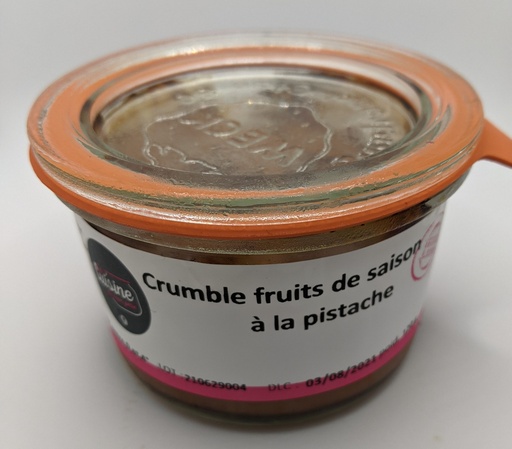 WECK
Cuisine
Crumble fruits de saison
à la pistache
LOT 210629004 DLC : 03/08/2021